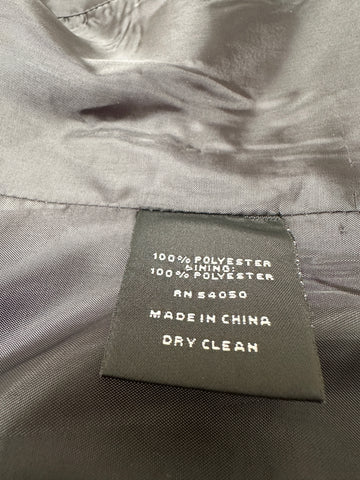 100% POLYESTER
LINING:
100% POLYESTER
RN 54050
MADE IN CHINA
DRY CLEAN